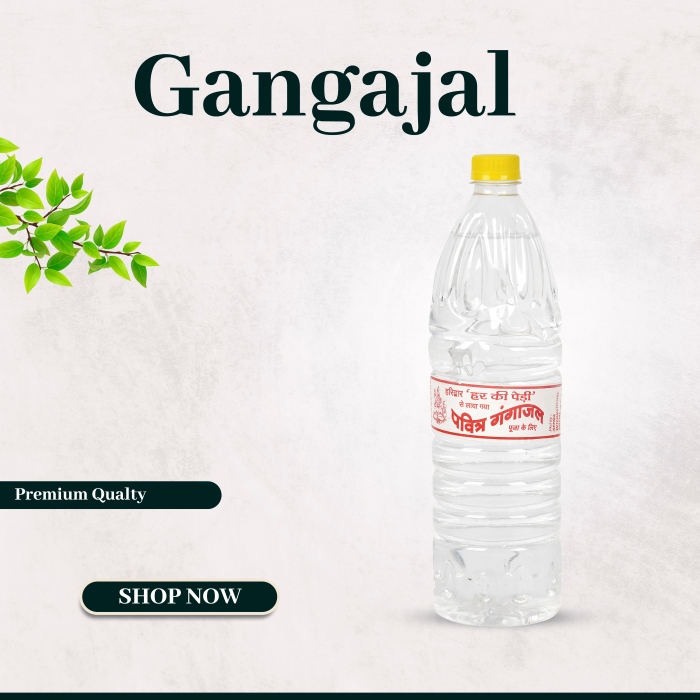 Gangajal
हरिद्वार 'हर की पेड़ी'
से लाया गया
पवित्र गंगाजल
पूजा के लिए
Premium Qualty
SHOP NOW